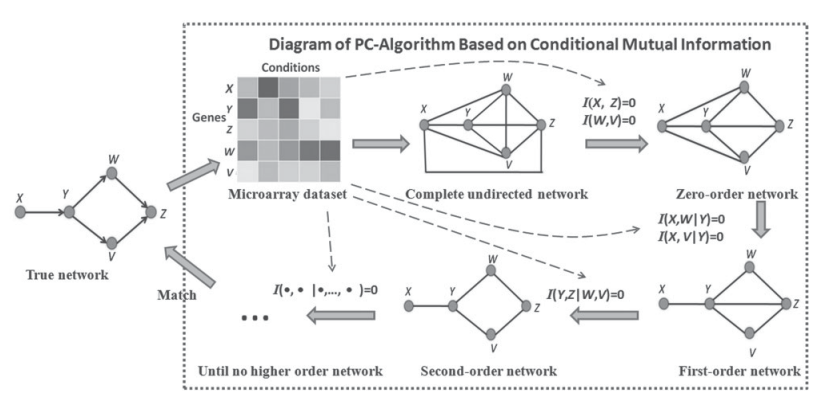 Diagram of PC-Algorithm Based on Conditional Mutual Information
Conditions
Genes
X
Y
Z
W
V
Microarray dataset
X
Y
W
Z
V
Complete undirected network
I(X, Z)=0
I(W,V)=0
X
Y
W
Z
V
Zero-order network
X
Y
W
Z
V
True network
Match
I(X,W|Y)=0
I(X,V|Y)=0
X
Y
W
Z
V
First-order network
I(Y,Z|W,V)=0
X
Y
W
Z
V
Second-order network
I(•, • |•,..., • )=0
...
Until no higher order network